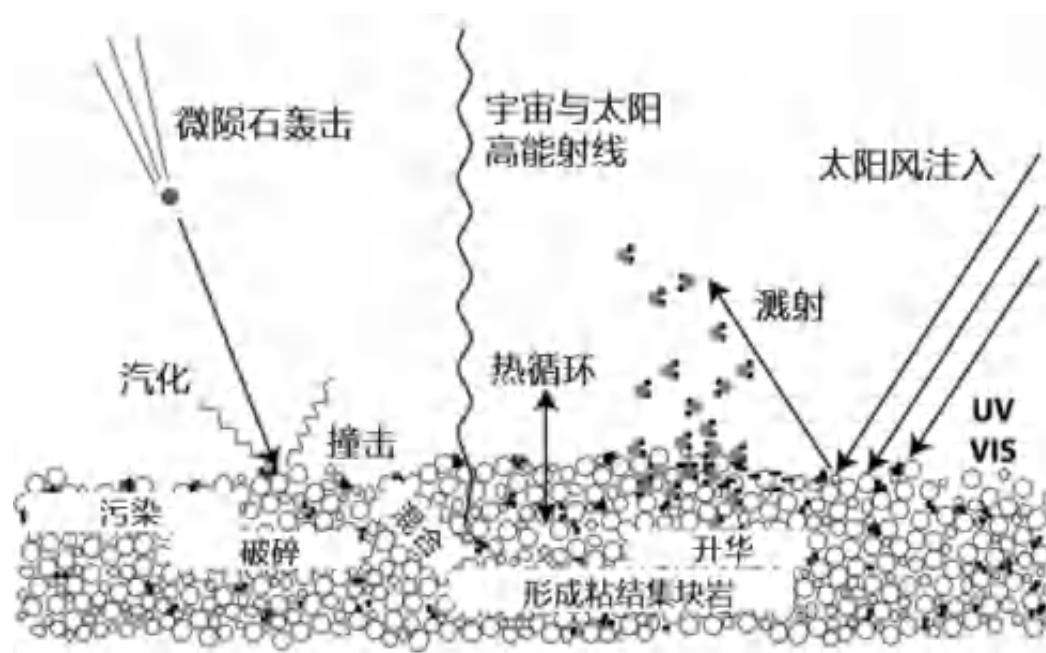 微陨石轰击
宇宙与太阳
高能射线
太阳风注入
溅射
热循环
汽化
撞击
UV
VIS
污染
破碎
混合
升华
形成粘结集块岩